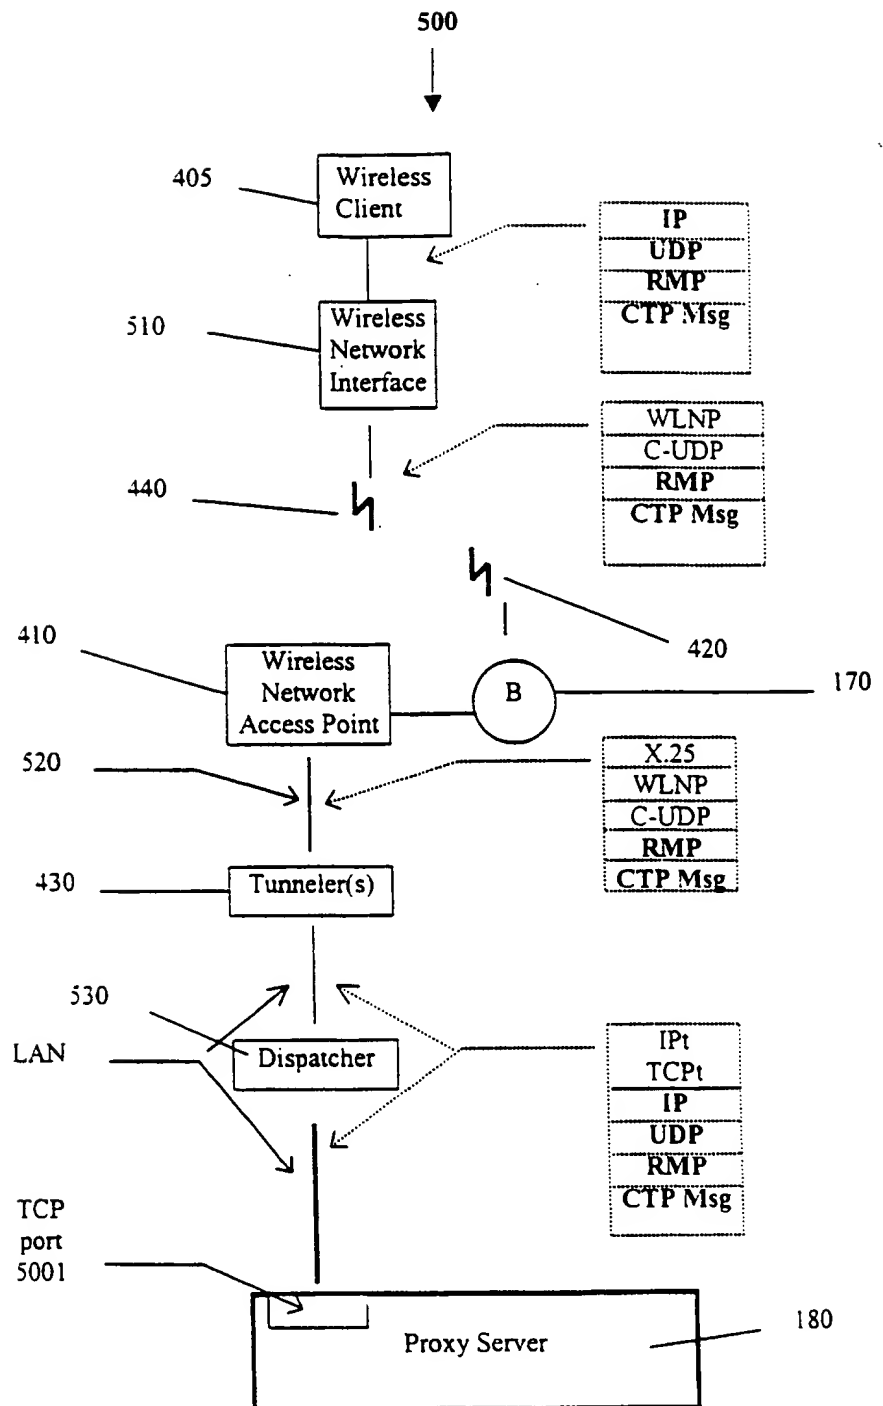 500
405
Wireless
Client
IP
UDP
RMP
CTP Msg
510
Wireless
Network
Interface
WLNP
C-UDP
RMP
CTP Msg
440
420
410
Wireless
Network
Access Point
B
170
520
X.25
WLNP
C-UDP
RMP
CTP Msg
430
Tunneler(s)
530
LAN
Dispatcher
IPt
TCPt
IP
UDP
RMP
CTP Msg
TCP
port
5001
Proxy Server
180